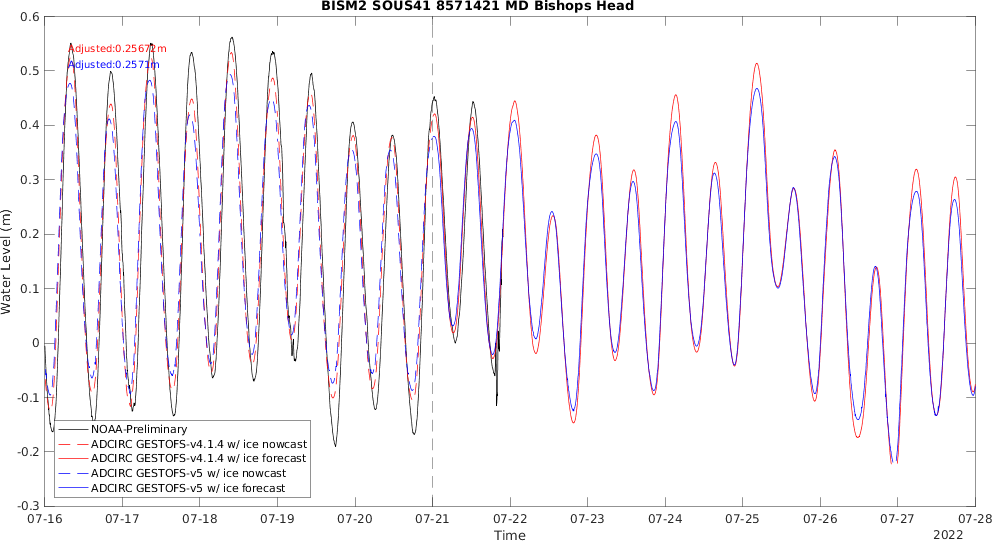 BISM2 SOUS41 8571421 MD Bishops Head
0.6
0.5
0.4
0.3
0.2
0.1
0
-0.1
-0.2
-0.3
Water Level (m)
Adjusted:0.25672m
Adjusted:0.2571m
NOAA-Preliminary
ADCIRC GESTOFS-v4.1.4 w/ ice nowcast
ADCIRC GESTOFS-v4.1.4 w/ ice forecast
ADCIRC GESTOFS-v5 w/ ice nowcast
ADCIRC GESTOFS-v5 w/ ice forecast
07-16 07-17 07-18 07-19 07-20 07-21 07-22 07-23 07-24 07-25 07-26 07-27 07-28
Time
2022